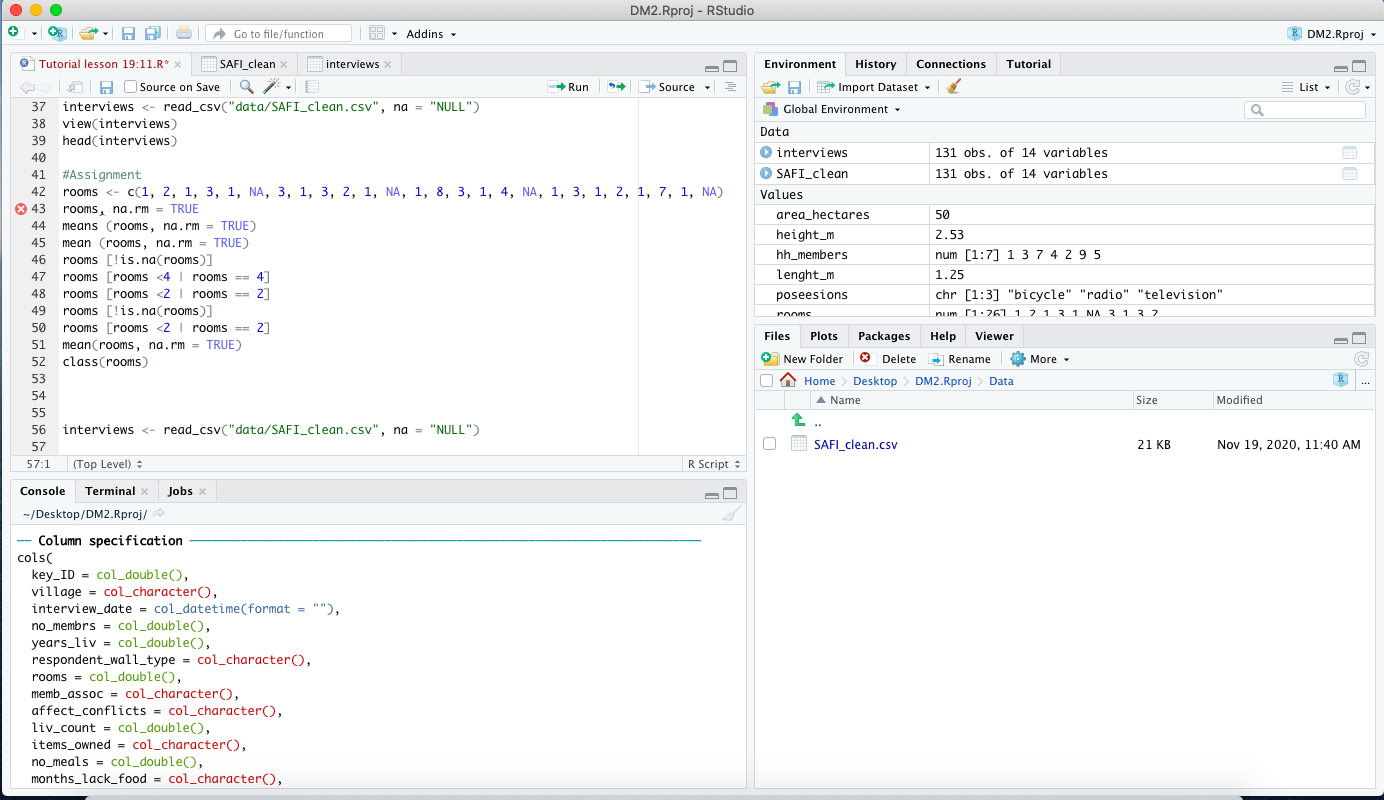 DM2.Rproj - RStudio
Go to file/function
Addins
DM2.Rproj
Tutorial lesson 19:11.R*
SAFI_clean
interviews
Source on Save
Run
Source
37 interviews <- read_csv("data/SAFI_clean.csv", na = "NULL")
38 view(interviews)
39 head(interviews)
40
41 #Assignment
42 rooms <- c(1, 2, 1, 3, 1, NA, 3, 1, 3, 2, 1, NA, 1, 8, 3, 1, 4, NA, 1, 3, 1, 2, 1, 7, 1, NA)
43 rooms, na.rm = TRUE
44 means (rooms, na.rm = TRUE)
45 mean (rooms, na.rm = TRUE)
46 rooms [!is.na(rooms)]
47 rooms [rooms <4 | rooms == 4]
48 rooms [rooms <2 | rooms == 2]
49 rooms [!is.na(rooms)]
50 rooms [rooms <2 | rooms == 2]
51 mean(rooms, na.rm = TRUE)
52 class(rooms)
53
54
55
56 interviews <- read_csv("data/SAFI_clean.csv", na = "NULL")
57
57:1 (Top Level) R Script
Console Terminal Jobs
~/Desktop/DM2.Rproj/
── Column specification ──
cols(
key_ID = col_double(),
village = col_character(),
interview_date = col_datetime(format = ""),
no_membrs = col_double(),
years_liv = col_double(),
respondent_wall_type = col_character(),
rooms = col_double(),
memb_assoc = col_character(),
affect_conflicts = col_character(),
liv_count = col_double(),
items_owned = col_character(),
no_meals = col_double(),
months_lack_food = col_character(),
Environment History Connections Tutorial
Import Dataset List
Global Environment
Data
interviews 131 obs. of 14 variables
SAFI_clean 131 obs. of 14 variables
Values
area_hectares 50
height_m 2.53
hh_members num [1:7] 1 3 7 4 2 9 5
lenght_m 1.25
poseesions chr [1:3] "bicycle" "radio" "television"
rooms num [1:26] 1 2 1 3 1 NA 3 1 3 2
Files Plots Packages Help Viewer
New Folder Delete Rename More
Home Desktop DM2.Rproj Data ...
Name Size Modified
..
SAFI_clean.csv 21 KB Nov 19, 2020, 11:40 AM